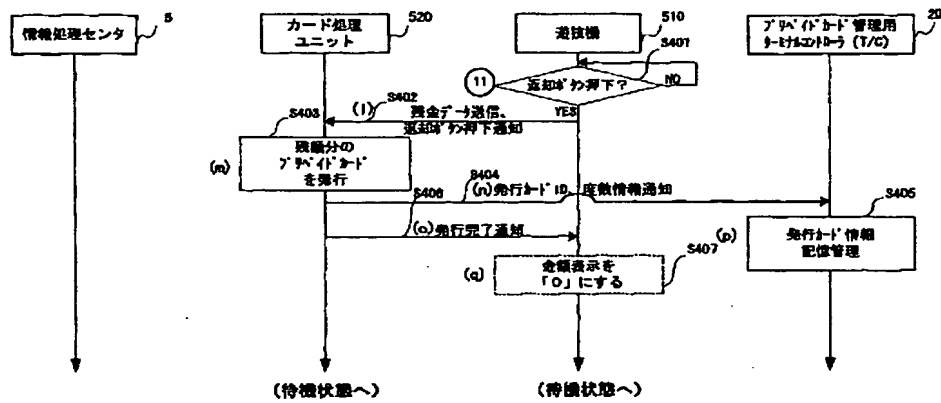 情報処理センタ
5
カード処理
ユニット
520
遊技機
510
プリペイドカード管理用
ターミナルコントローラ (T/C)
20
S401
11
返却ボタン押下?
NO
YES
(l)
S402
残金データ送信、
返却ボタン押下通知
S403
(m)
残額分の
プリペイドカード
を発行
S404
(n)発行カードID、度数情報通知
S405
(p)
発行カード情報
記憶管理
S406
(o)発行完了通知
(q)
金額表示を
「0」にする
S407
(待機状態へ)
(待機状態へ)